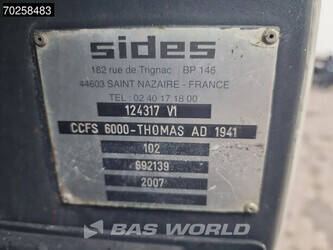 70258483
sides
182 rue de Trignac BP 146
44603 SAINT NAZAIRE - FRANCE
TEL : 02 40 17 18 00
124317 V1
CCFS 6000-THOMAS AD 1941
102
692139
2007
BAS WORLD